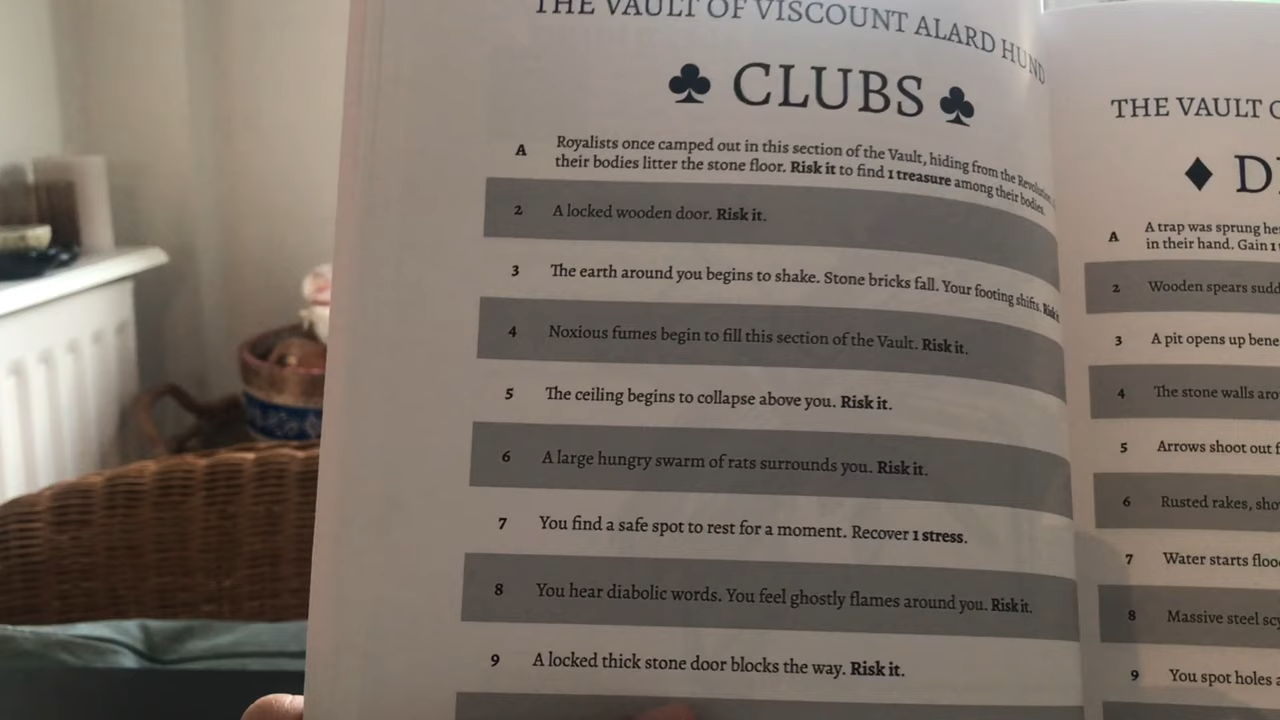 THE VAULT OF VISCOUNT ALARD HUND
♣ CLUBS ♣
A Royalists once camped out in this section of the Vault, hiding from the Revolution,
their bodies litter the stone floor. Risk it to find 1 treasure among their bodies.
2 A locked wooden door. Risk it.
3 The earth around you begins to shake. Stone bricks fall. Your footing shifts. Risk it.
4 Noxious fumes begin to fill this section of the Vault. Risk it.
5 The ceiling begins to collapse above you. Risk it.
6 A large hungry swarm of rats surrounds you. Risk it.
7 You find a safe spot to rest for a moment. Recover 1 stress.
8 You hear diabolic words. You feel ghostly flames around you. Risk it.
9 A locked thick stone door blocks the way. Risk it.
THE VAULT
♦ D
A A trap was sprung
in their hand. Gain 1
2 Wooden spears
3 A pit opens up
4 The stone walls
5 Arrows shoot out
6 Rusted rakes,
7 Water starts
8 Massive steel
9 You spot holes